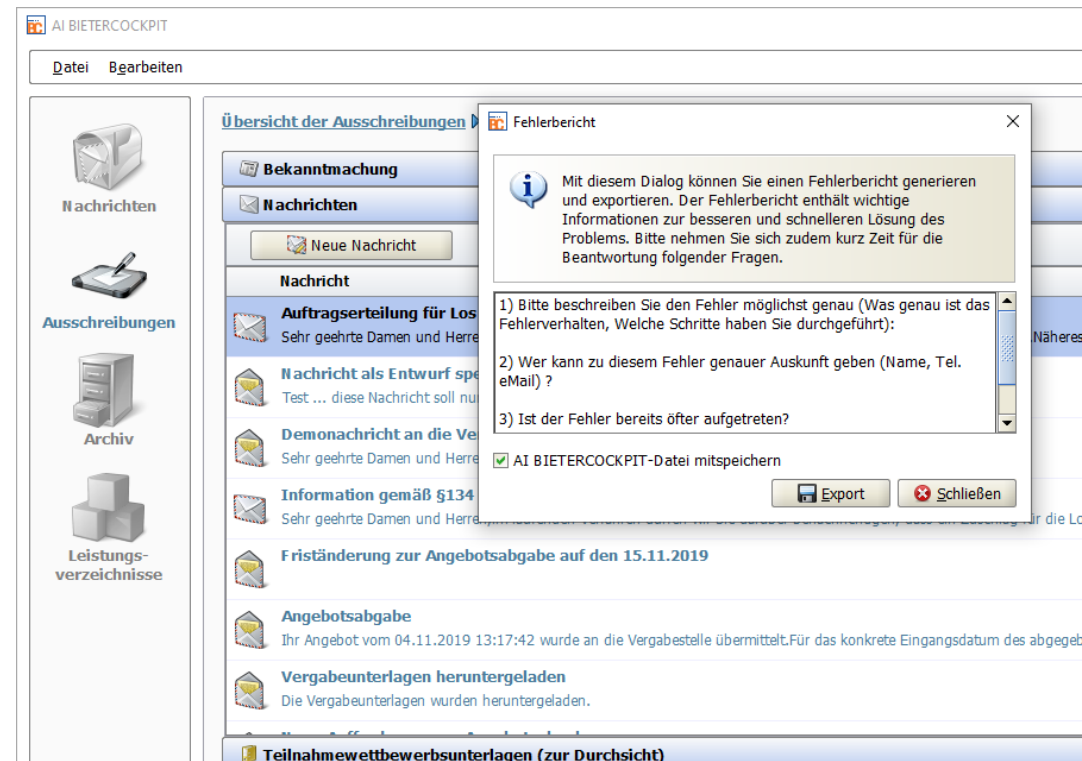 AI BIETERCOCKPIT
Datei Bearbeiten
Nachrichten
Ausschreibungen
Archiv
Leistungs-
verzeichnisse
Übersicht der Ausschreibungen
Bekanntmachung
Nachrichten
Neue Nachricht
Nachricht
Auftragserteilung für Los
Sehr geehrte Damen und Herre
Näheres
Nachricht als Entwurf spe
Test ... diese Nachricht soll nu
Demonachricht an die Ve
Sehr geehrte Damen und Herre
Information gemäß §134
Sehr geehrte Damen und Herre
für die Lo
Friständerung zur Angebotsabgabe auf den 15.11.2019
Angebotsabgabe
Ihr Angebot vom 04.11.2019 13:17:42 wurde an die Vergabestelle übermittelt.Für das konkrete Eingangsdatum des abgegeb
Vergabeunterlagen heruntergeladen
Die Vergabeunterlagen wurden heruntergeladen.
Teilnahmewettbewerbsunterlagen (zur Durchsicht)
Fehlerbericht
Mit diesem Dialog können Sie einen Fehlerbericht generieren
und exportieren. Der Fehlerbericht enthält wichtige
Informationen zur besseren und schnelleren Lösung des
Problems. Bitte nehmen Sie sich zudem kurz Zeit für die
Beantwortung folgender Fragen.
1) Bitte beschreiben Sie den Fehler möglichst genau (Was genau ist das
Fehlerverhalten, Welche Schritte haben Sie durchgeführt):
2) Wer kann zu diesem Fehler genauer Auskunft geben (Name, Tel.
eMail) ?
3) Ist der Fehler bereits öfter aufgetreten?
AI BIETERCOCKPIT-Datei mitspeichern
Export
Schließen